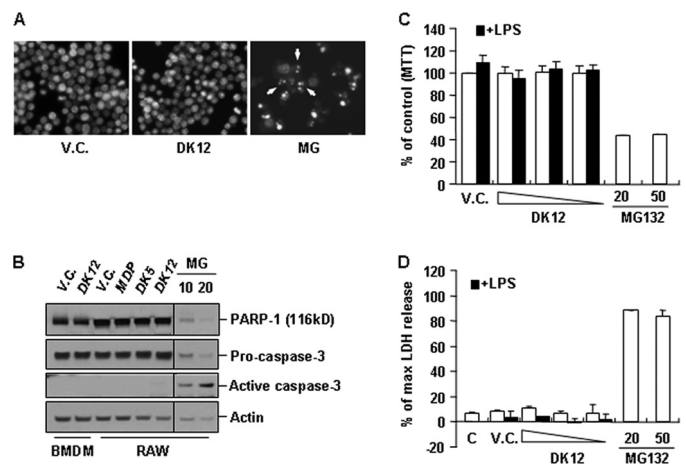 A
V.C. DK12 MG
B
V.C. DK12 V.C. MDP DK5 DK12 MG
10 20
PARP-1 (116kD)
Pro-caspase-3
Active caspase-3
Actin
BMDM RAW
C
+LPS
% of control (MTT)
140
120
100
80
60
40
20
0
V.C. 20 50
DK12 MG132
D
+LPS
% of max LDH release
120
100
80
60
40
20
0
-20
C V.C. 20 50
DK12 MG132